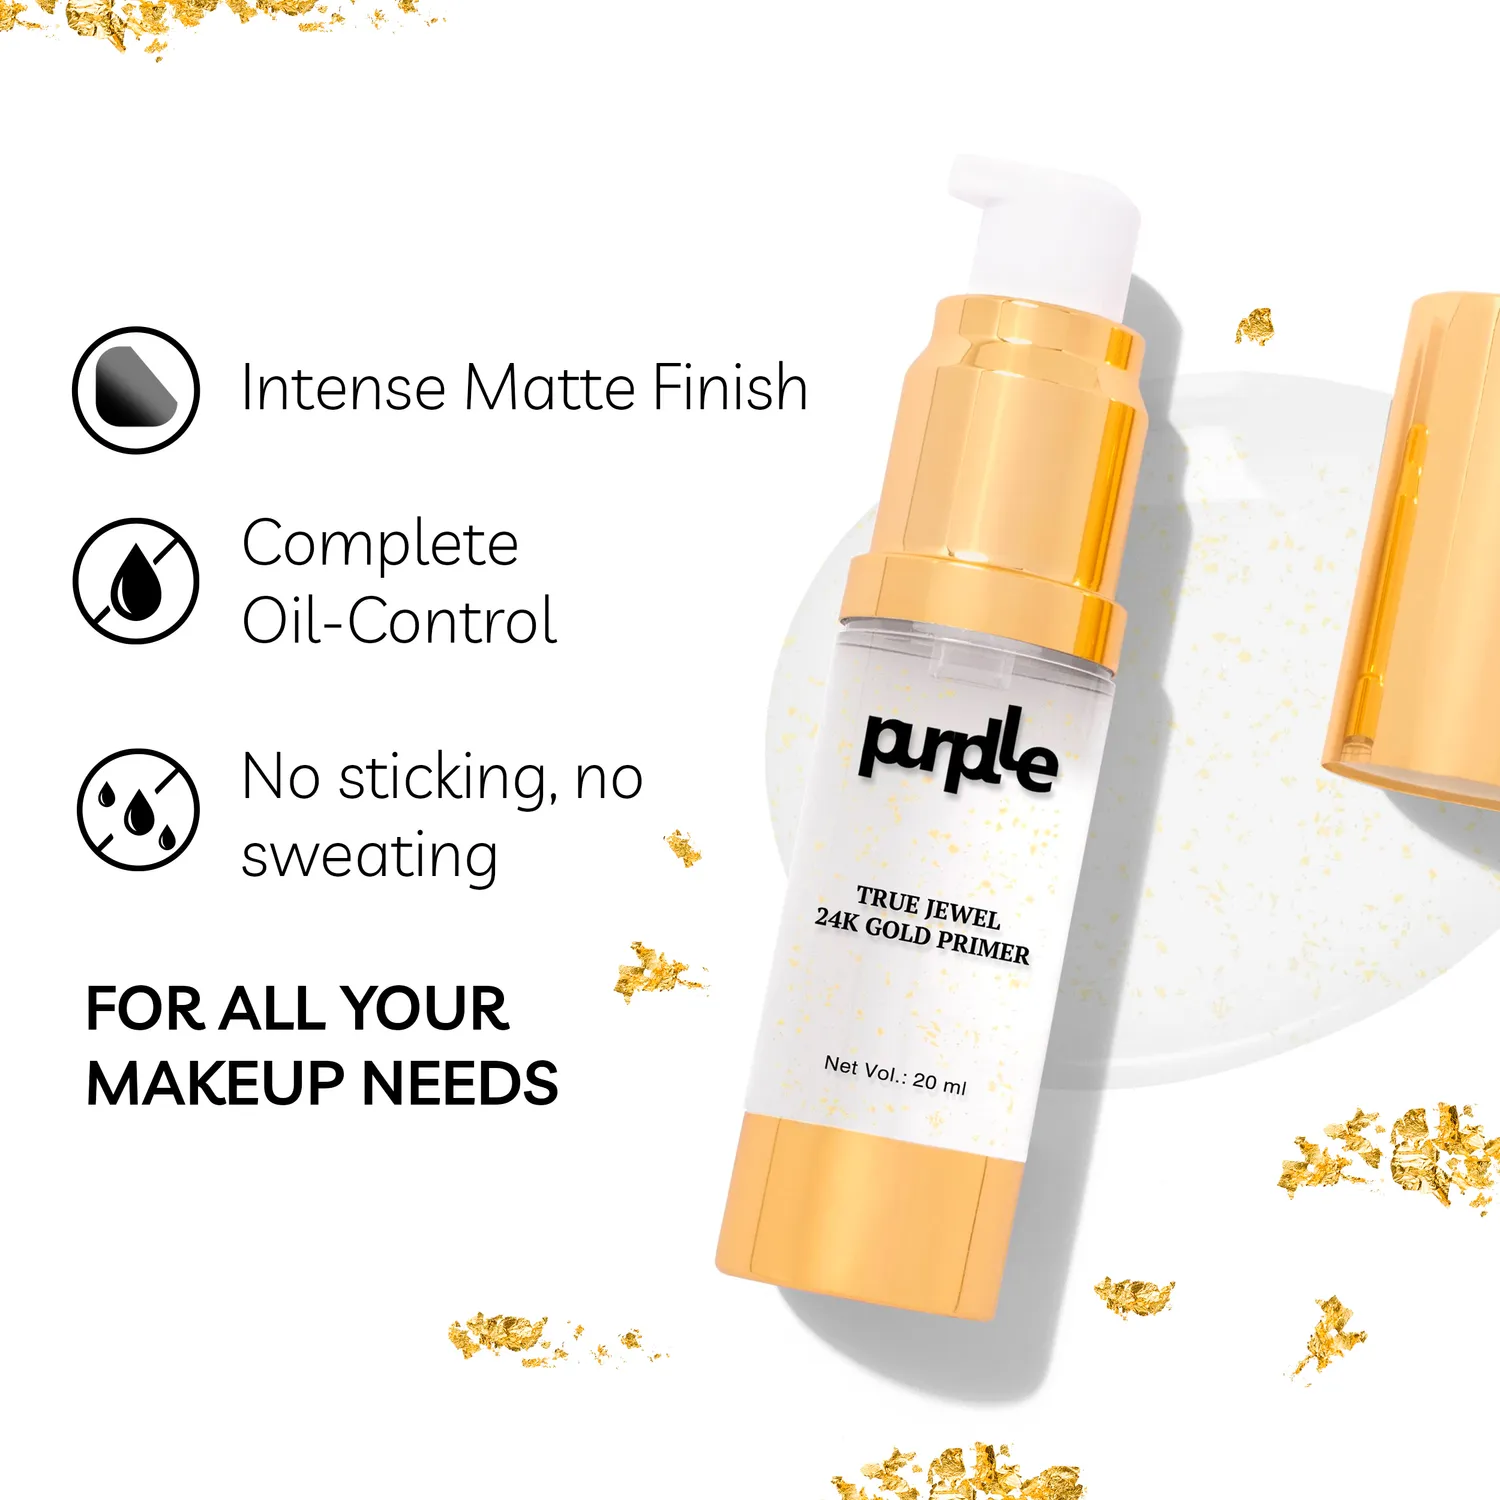 Intense Matte Finish
Complete
Oil-Control
No sticking, no
sweating
FOR ALL YOUR
MAKEUP NEEDS
purplle
TRUE JEWEL
24K GOLD PRIMER
Net Vol.: 20 ml